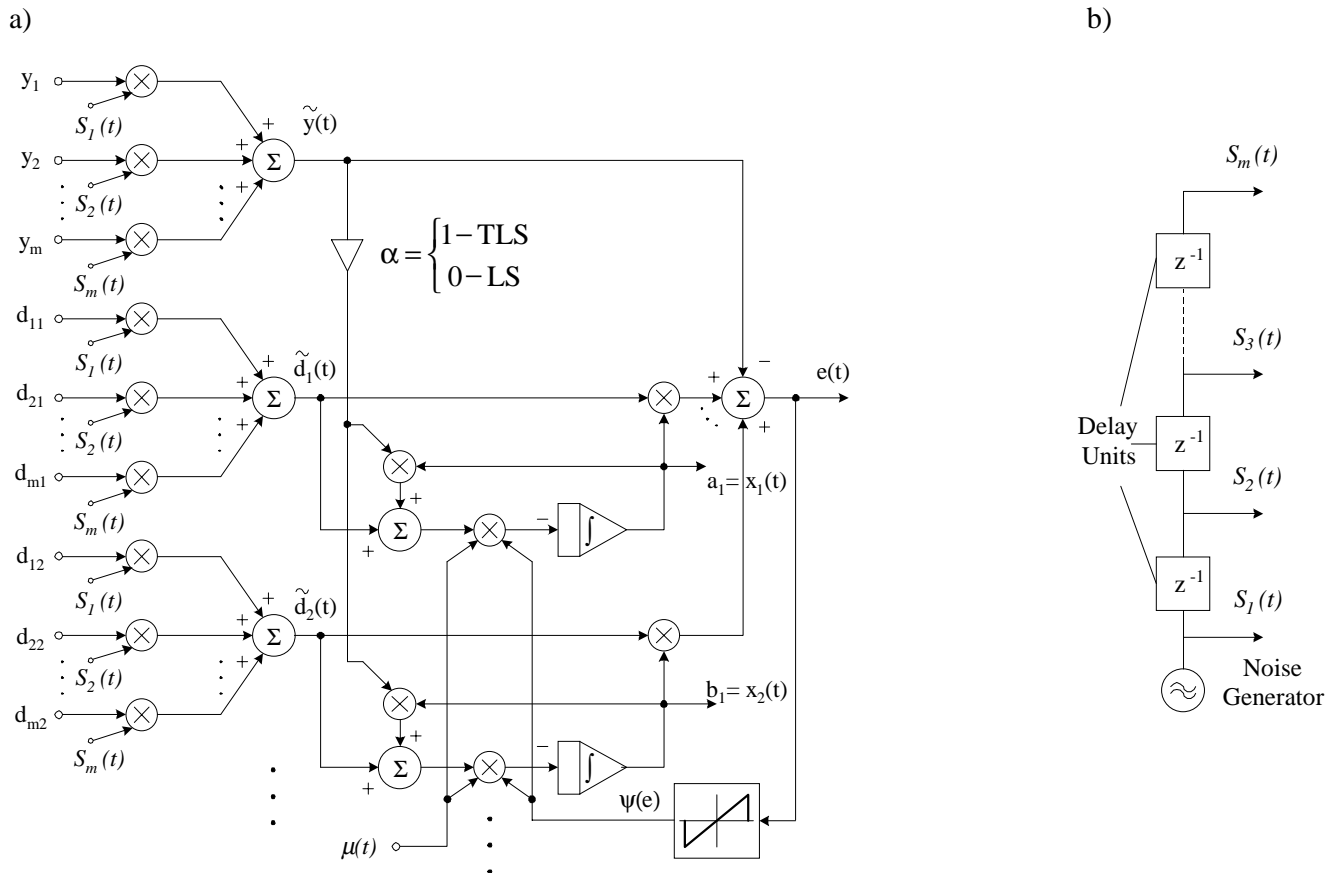 a)
b)
y1
S1(t)
y2
S2(t)
ym
Sm(t)
+
+
+
Σ
ỹ(t)
α = { 1 – TLS
0 – LS
d11
S1(t)
d21
S2(t)
dm1
Sm(t)
+
+
+
Σ
d̃1(t)
+
−
Σ
+
e(t)
a1= x1(t)
+
+
Σ
−
∫
d12
S1(t)
d22
S2(t)
dm2
Sm(t)
+
+
+
Σ
d̃2(t)
b1= x2(t)
+
+
Σ
−
∫
ψ(e)
μ(t)
Sm(t)
z-1
S3(t)
Delay
Units
z-1
S2(t)
z-1
S1(t)
Noise
Generator